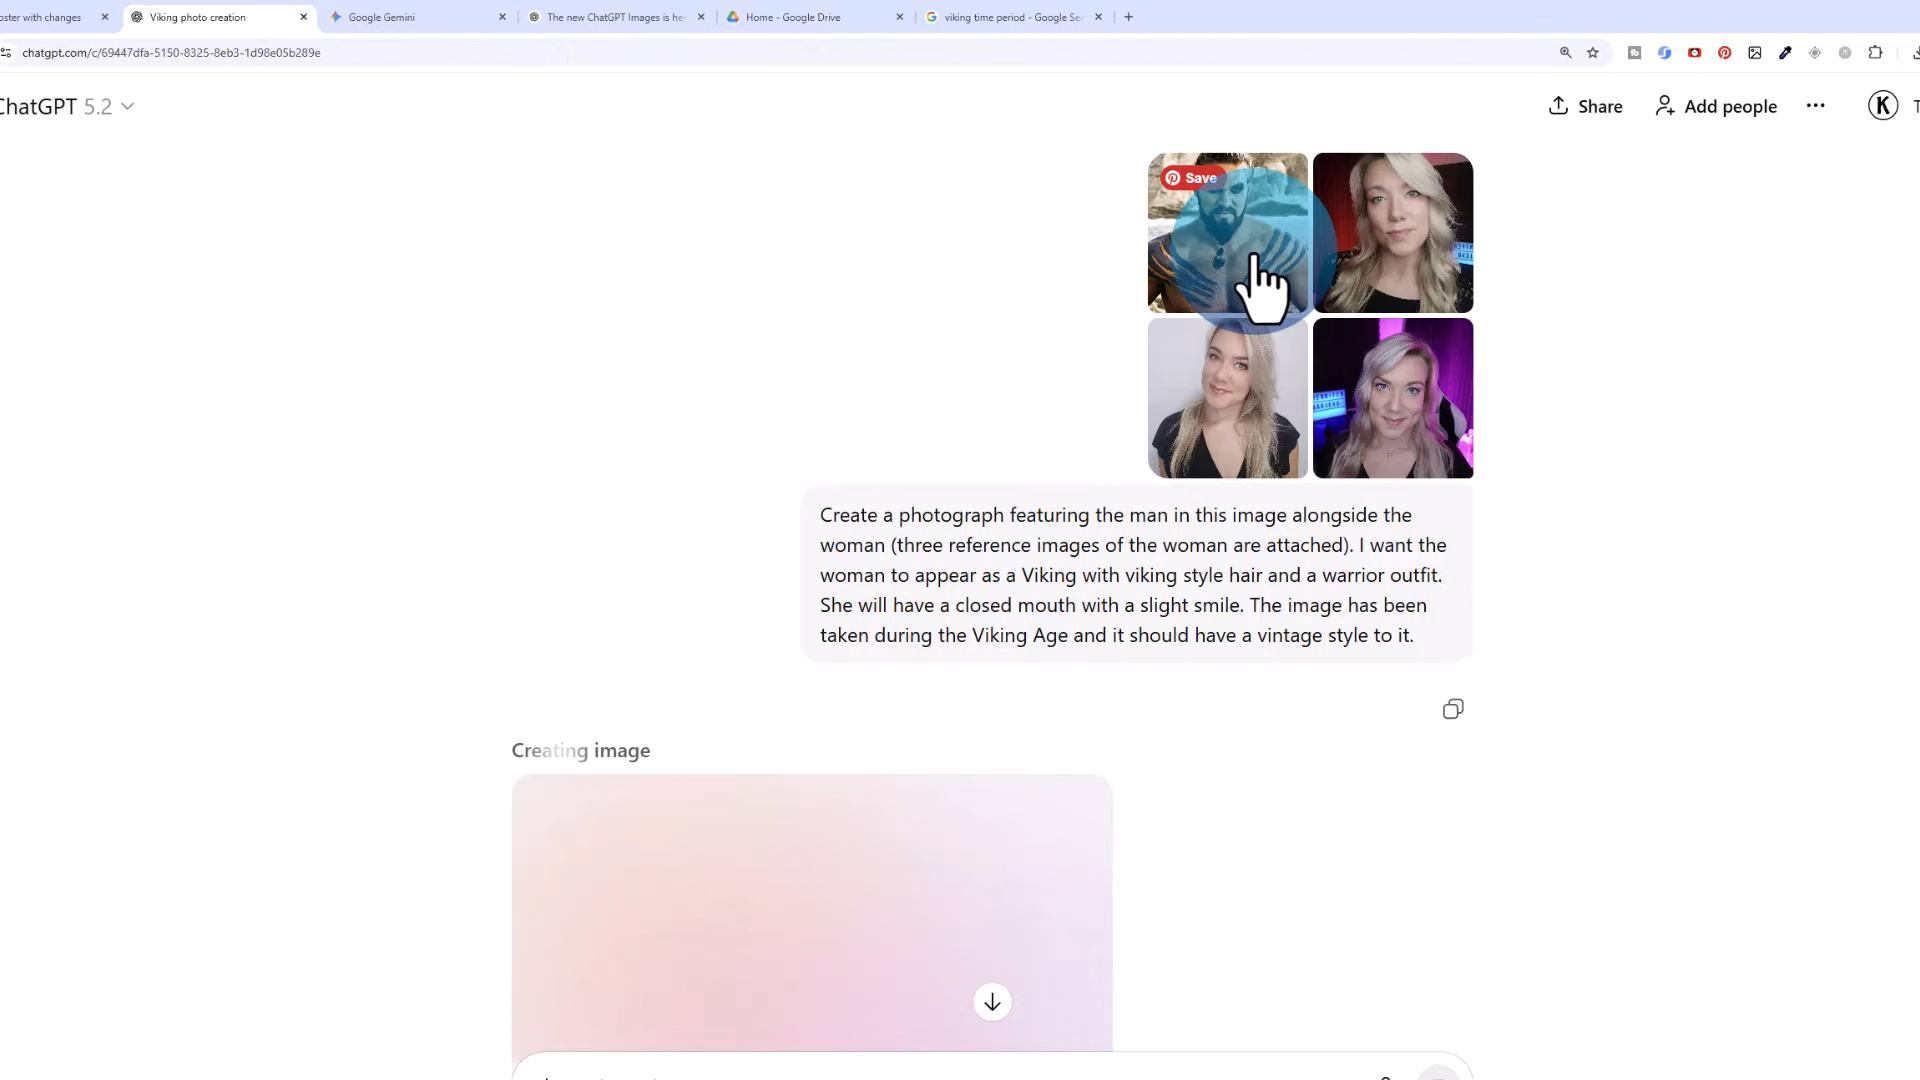 oster with changes
Viking photo creation
Google Gemini
The new ChatGPT Images is he
Home - Google Drive
viking time period - Google Se
chatgpt.com/c/69447dfa-5150-8325-8eb3-1d98e05b289e
ChatGPT 5.2
Share
Add people
K
T
Save
Create a photograph featuring the man in this image alongside the
woman (three reference images of the woman are attached). I want the
woman to appear as a Viking with viking style hair and a warrior outfit.
She will have a closed mouth with a slight smile. The image has been
taken during the Viking Age and it should have a vintage style to it.
Creating image